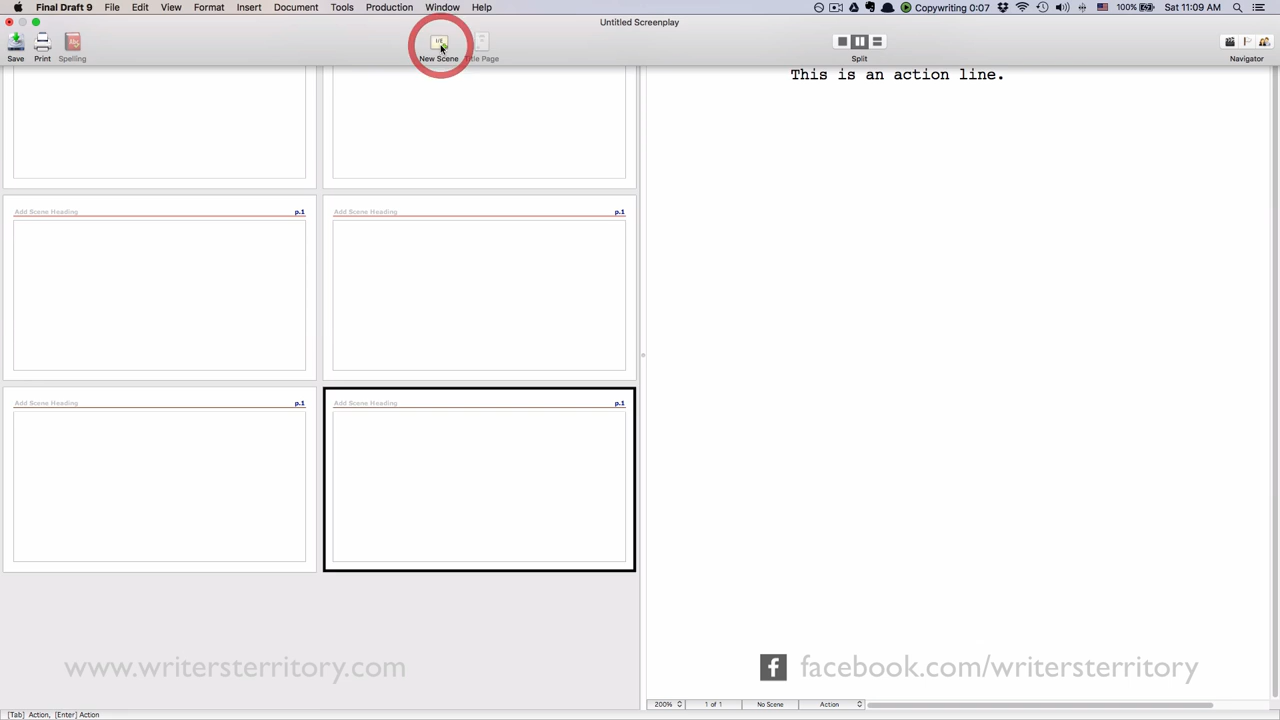 Final Draft 9 File Edit View Format Insert Document Tools Production Window Help Copywriting 0:07 100% Sat 11:09 AM
Untitled Screenplay
Save Print Spelling New Scene Title Page Split Navigator
This is an action line.
Add Scene Heading p.1 Add Scene Heading p.1
Add Scene Heading p.1 Add Scene Heading p.1
www.writersterritory.com
facebook.com/writersterritory
200% 1 of 1 No Scene Action
[Tab] Action, [Enter] Action